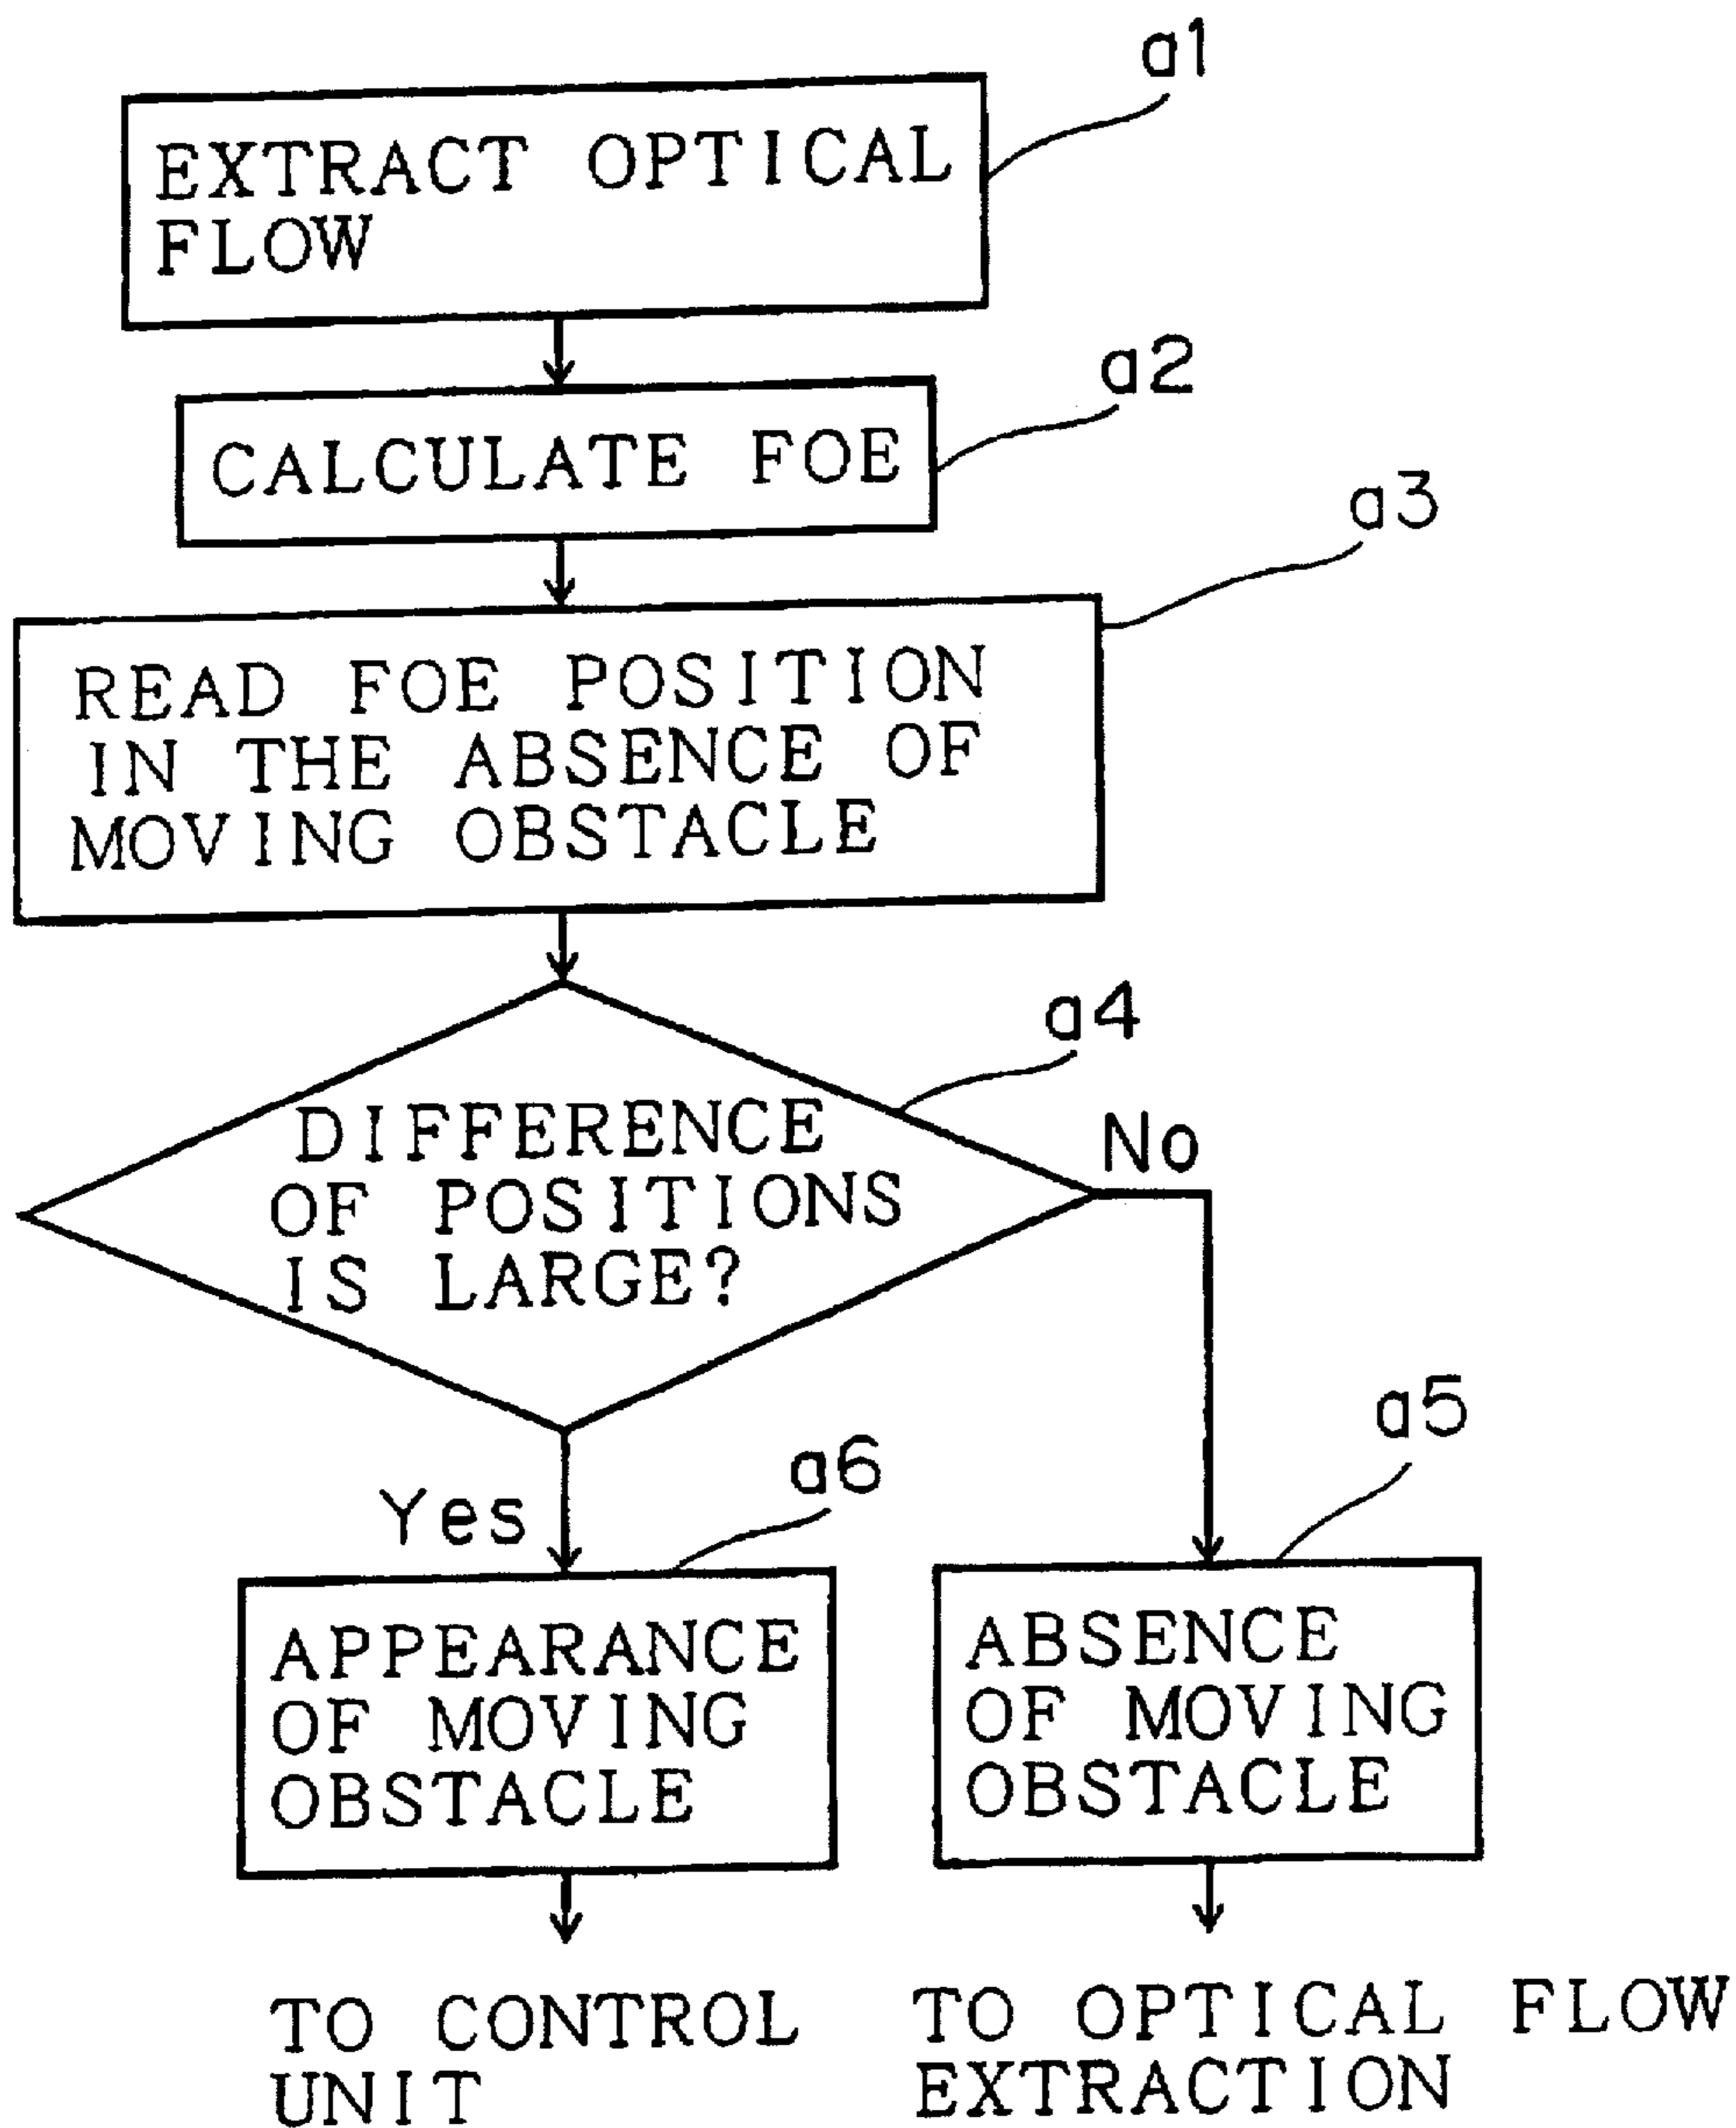 a1
EXTRACT OPTICAL
FLOW
a2
CALCULATE FOE
a3
READ FOE POSITION
IN THE ABSENCE OF
MOVING OBSTACLE
a4
DIFFERENCE
OF POSITIONS
IS LARGE?
No
Yes
a6
a5
APPEARANCE
OF MOVING
OBSTACLE
ABSENCE
OF MOVING
OBSTACLE
TO CONTROL
UNIT
TO OPTICAL FLOW
EXTRACTION